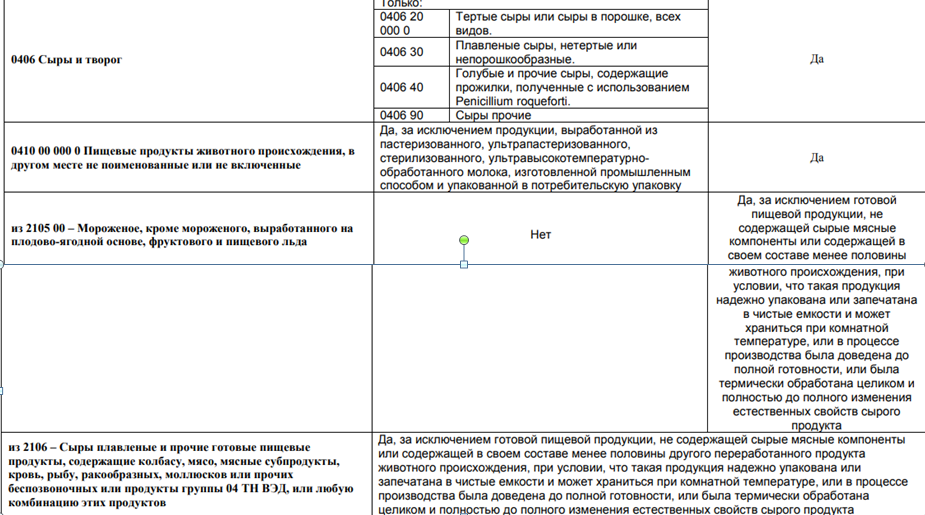 Только:
0406 20
000 0
Тертые сыры или сыры в порошке, всех
видов.
0406 Сыры и творог
0406 30
Плавленые сыры, нетертые или
непорошкообразные.
Да
0406 40
Голубые и прочие сыры, содержащие
прожилки, полученные с использованием
Penicillium roqueforti.
0406 90
Сыры прочие
0410 00 000 0 Пищевые продукты животного происхождения, в
другом месте не поименованные или не включенные
Да, за исключением продукции, выработанной из
пастеризованного, ультрапастеризованного,
стерилизованного, ультравысокотемпературно-
обработанного молока, изготовленной промышленным
способом и упакованной в потребительскую упаковку
Да
из 2105 00 – Мороженое, кроме мороженого, выработанного на
плодово-ягодной основе, фруктового и пищевого льда
Нет
Да, за исключением готовой
пищевой продукции, не
содержащей сырые мясные
компоненты или содержащей в
своем составе менее половины
животного происхождения, при
условии, что такая продукция
надежно упакована или запечатана
в чистые емкости и может
храниться при комнатной
температуре, или в процессе
производства была доведена до
полной готовности, или была
термически обработана целиком и
полностью до полного изменения
естественных свойств сырого
продукта
из 2106 – Сыры плавленые и прочие готовые пищевые
продукты, содержащие колбасу, мясо, мясные субпродукты,
кровь, рыбу, ракообразных, моллюсков или прочих
беспозвоночных или продукты группы 04 ТН ВЭД, или любую
комбинацию этих продуктов
Да, за исключением готовой пищевой продукции, не содержащей сырые мясные компоненты
или содержащей в своем составе менее половины другого переработанного продукта
животного происхождения, при условии, что такая продукция надежно упакована или
запечатана в чистые емкости и может храниться при комнатной температуре, или в процессе
производства была доведена до полной готовности, или была термически обработана
целиком и полностью до полного изменения естественных свойств сырого продукта